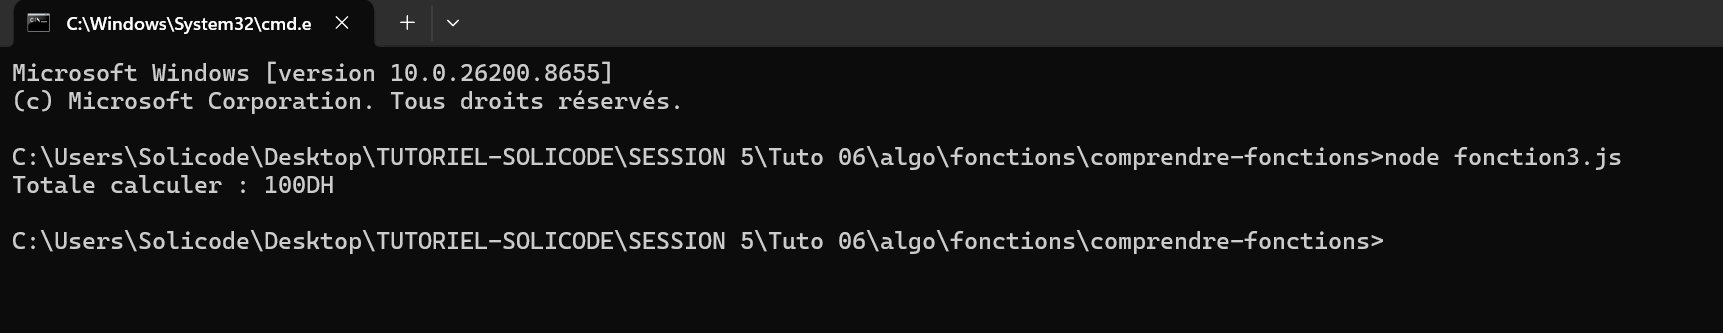 C:\Windows\System32\cmd.e
Microsoft Windows [version 10.0.26200.8655]
(c) Microsoft Corporation. Tous droits réservés.
C:\Users\Solicode\Desktop\TUTORIEL-SOLICODE\SESSION 5\Tuto 06\algo\fonctions\comprendre-fonctions>node fonction3.js
Totale calculer : 100DH
C:\Users\Solicode\Desktop\TUTORIEL-SOLICODE\SESSION 5\Tuto 06\algo\fonctions\comprendre-fonctions>